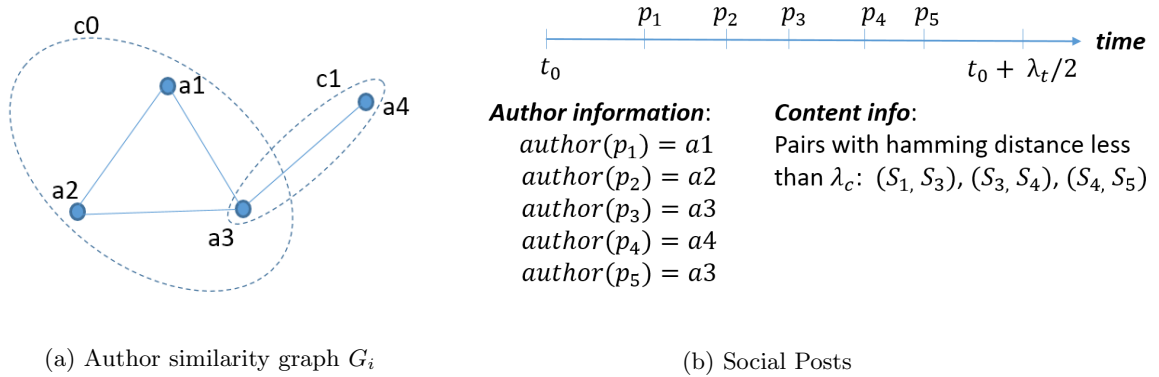 c0
a1
c1
a4
a2
a3
p₁ p₂ p₃ p₄ p₅
time
t₀ t₀ + λₜ/2
Author information:
author(p₁) = a1
author(p₂) = a2
author(p₃) = a3
author(p₄) = a4
author(p₅) = a3
Content info:
Pairs with hamming distance less
than λ_c: (S₁, S₃), (S₃, S₄), (S₄, S₅)
(a) Author similarity graph Gᵢ
(b) Social Posts